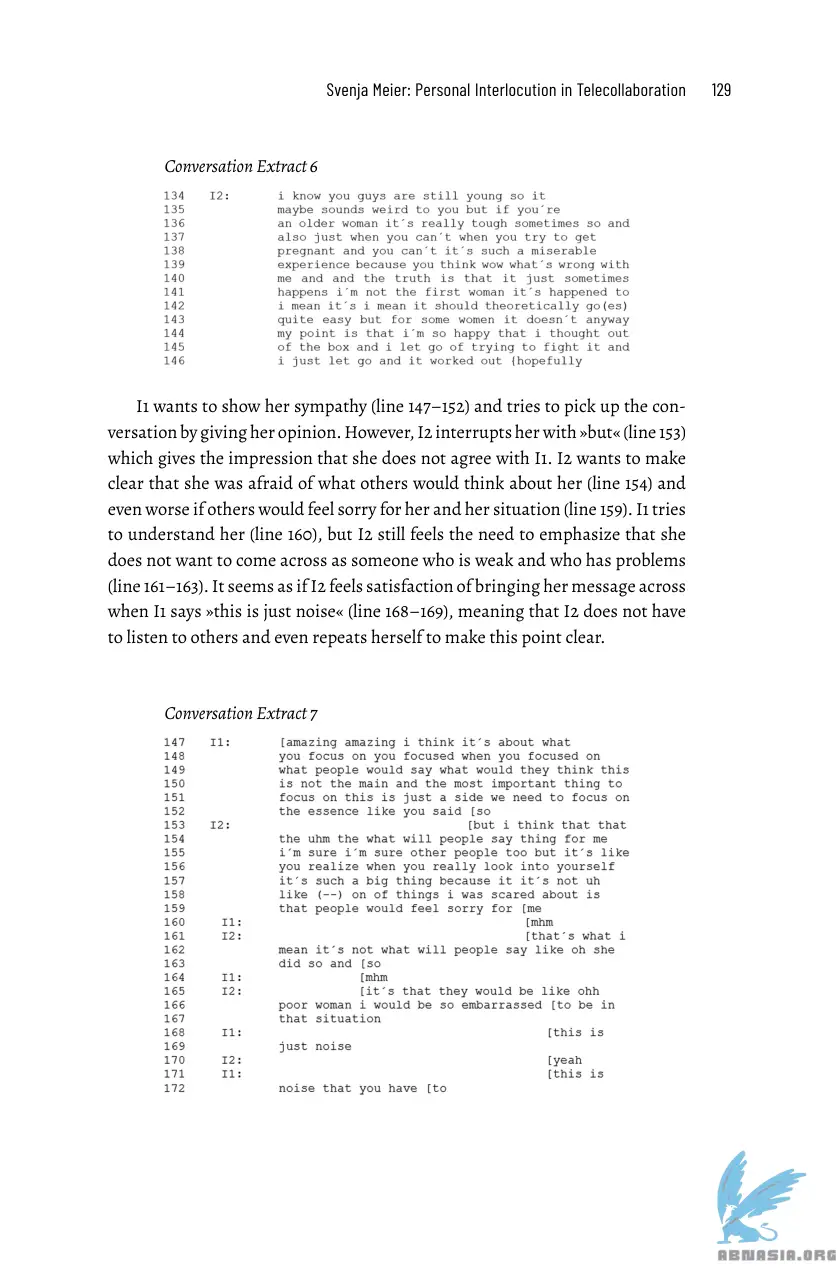 Svenja Meier: Personal Interlocution in Telecollaboration 129
Conversation Extract 6
134 I2: i know you guys are still young so it
135 maybe sounds weird to you but if you´re
136 an older woman it´s really tough sometimes so and
137 also just when you can´t when you try to get
138 pregnant and you can´t it´s such a miserable
139 experience because you think wow what´s wrong with
140 me and and the truth is that it just sometimes
141 happens i´m not the first woman it´s happened to
142 i mean it´s i mean it should theoretically go(es)
143 quite easy but for some women it doesn´t anyway
144 my point is that i´m so happy that i thought out
145 of the box and i let go of trying to fight it and
146 i just let go and it worked out {hopefully
I1 wants to show her sympathy (line 147–152) and tries to pick up the con-
versation by giving her opinion. However, I2 interrupts her with »but« (line 153)
which gives the impression that she does not agree with I1. I2 wants to make
clear that she was afraid of what others would think about her (line 154) and
even worse if others would feel sorry for her and her situation (line 159). I1 tries
to understand her (line 160), but I2 still feels the need to emphasize that she
does not want to come across as someone who is weak and who has problems
(line 161–163). It seems as if I2 feels satisfaction of bringing her message across
when I1 says »this is just noise« (line 168–169), meaning that I2 does not have
to listen to others and even repeats herself to make this point clear.
Conversation Extract 7
147 I1: [amazing amazing i think it´s about what
148 you focus on you focused when you focused on
149 what people would say what would they think this
150 is not the main and the most important thing to
151 focus on this is just a side we need to focus on
152 the essence like you said [so
153 I2: [but i think that that
154 the uhm the what will people say thing for me
155 i´m sure i´m sure other people too but it´s like
156 you realize when you really look into yourself
157 it´s such a big thing because it it´s not uh
158 like (--) on of things i was scared about is
159 that people would feel sorry for [me
160 I1: [mhm
161 I2: [that´s what i
162 mean it´s not what will people say like oh she
163 did so and [so
164 I1: [mhm
165 I2: [it´s that they would be like ohh
166 poor woman i would be so embarrassed [to be in
167 that situation
168 I1: [this is
169 just noise
170 I2: [yeah
171 I1: [this is
172 noise that you have [to
ABNASIA.ORG